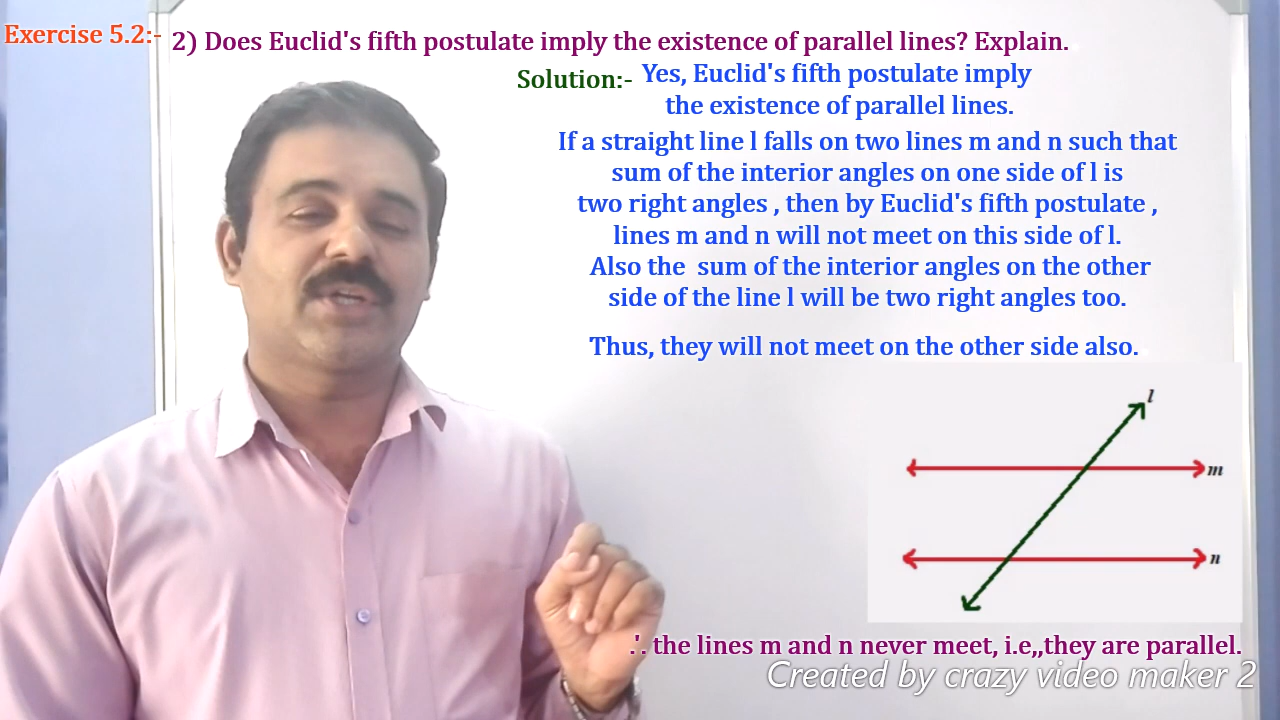 Exercise 5.2:-
2) Does Euclid's fifth postulate imply the existence of parallel lines? Explain.
Solution:- Yes, Euclid's fifth postulate imply
the existence of parallel lines.
If a straight line l falls on two lines m and n such that
sum of the interior angles on one side of l is
two right angles , then by Euclid's fifth postulate ,
lines m and n will not meet on this side of l.
Also the sum of the interior angles on the other
side of the line l will be two right angles too.
Thus, they will not meet on the other side also.
l
m
n
∴ the lines m and n never meet, i.e,,they are parallel.
Created by crazy video maker 2